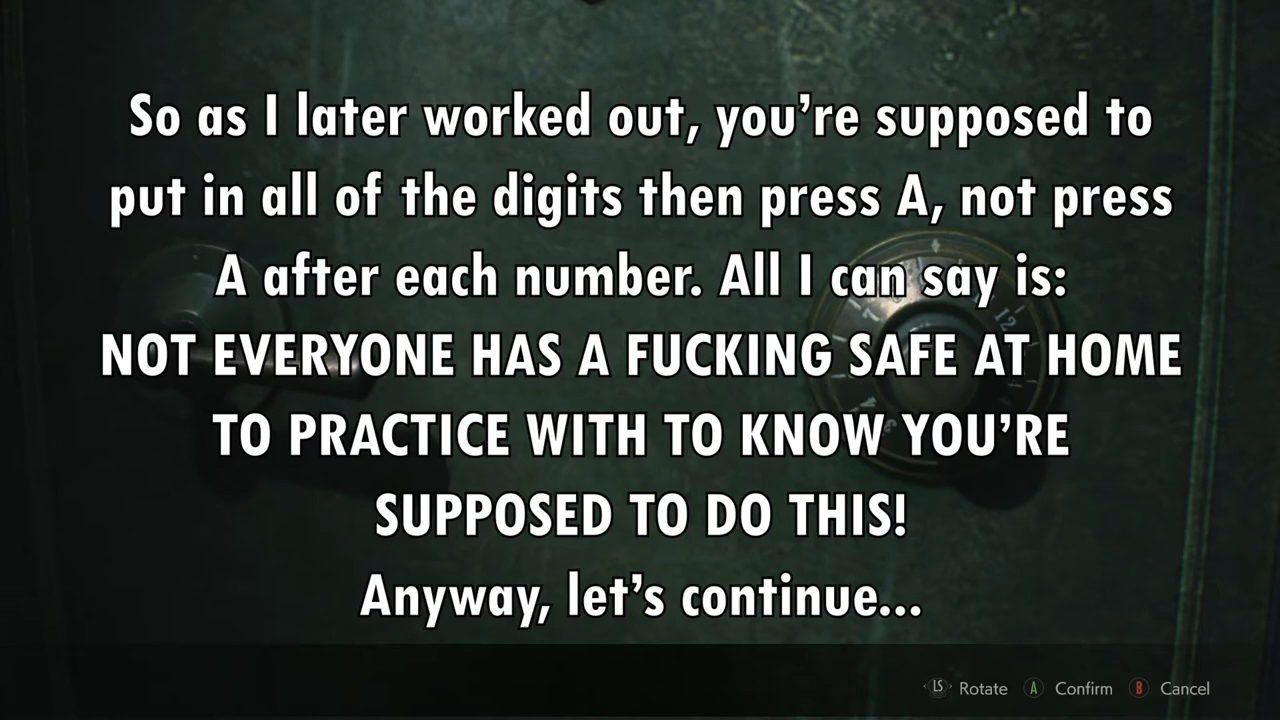 So as I later worked out, you’re supposed to
put in all of the digits then press A, not press
A after each number. All I can say is:
NOT EVERYONE HAS A FUCKING SAFE AT HOME
TO PRACTICE WITH TO KNOW YOU’RE
SUPPOSED TO DO THIS!
Anyway, let’s continue...
12
LS Rotate A Confirm B Cancel